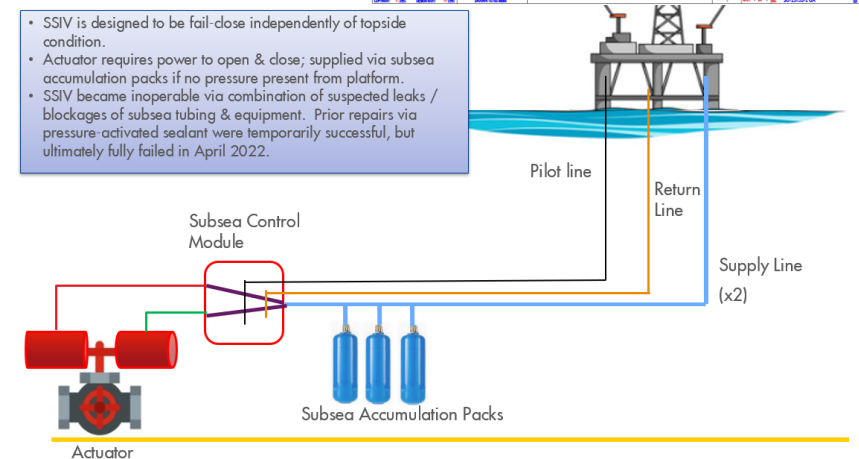 • SSIV is designed to be fail-close independently of topside
condition.
• Actuator requires power to open & close; supplied via subsea
accumulation packs if no pressure present from platform.
• SSIV became inoperable via combination of suspected leaks /
blockages of subsea tubing & equipment.  Prior repairs via
pressure-activated sealant were temporarily successful, but
ultimately fully failed in April 2022.
Pilot line
Return
Line
Subsea Control
Module
Supply Line
(x2)
Subsea Accumulation Packs
Actuator